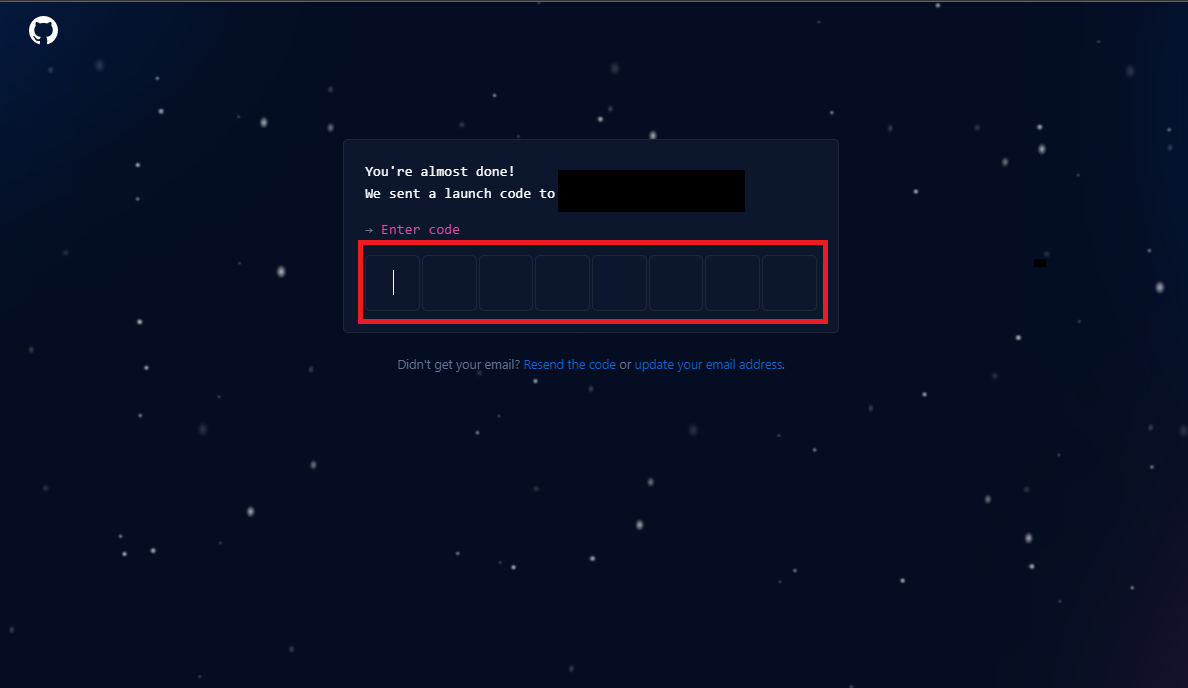 You're almost done!
We sent a launch code to
→ Enter code
Didn't get your email? Resend the code or update your email address.